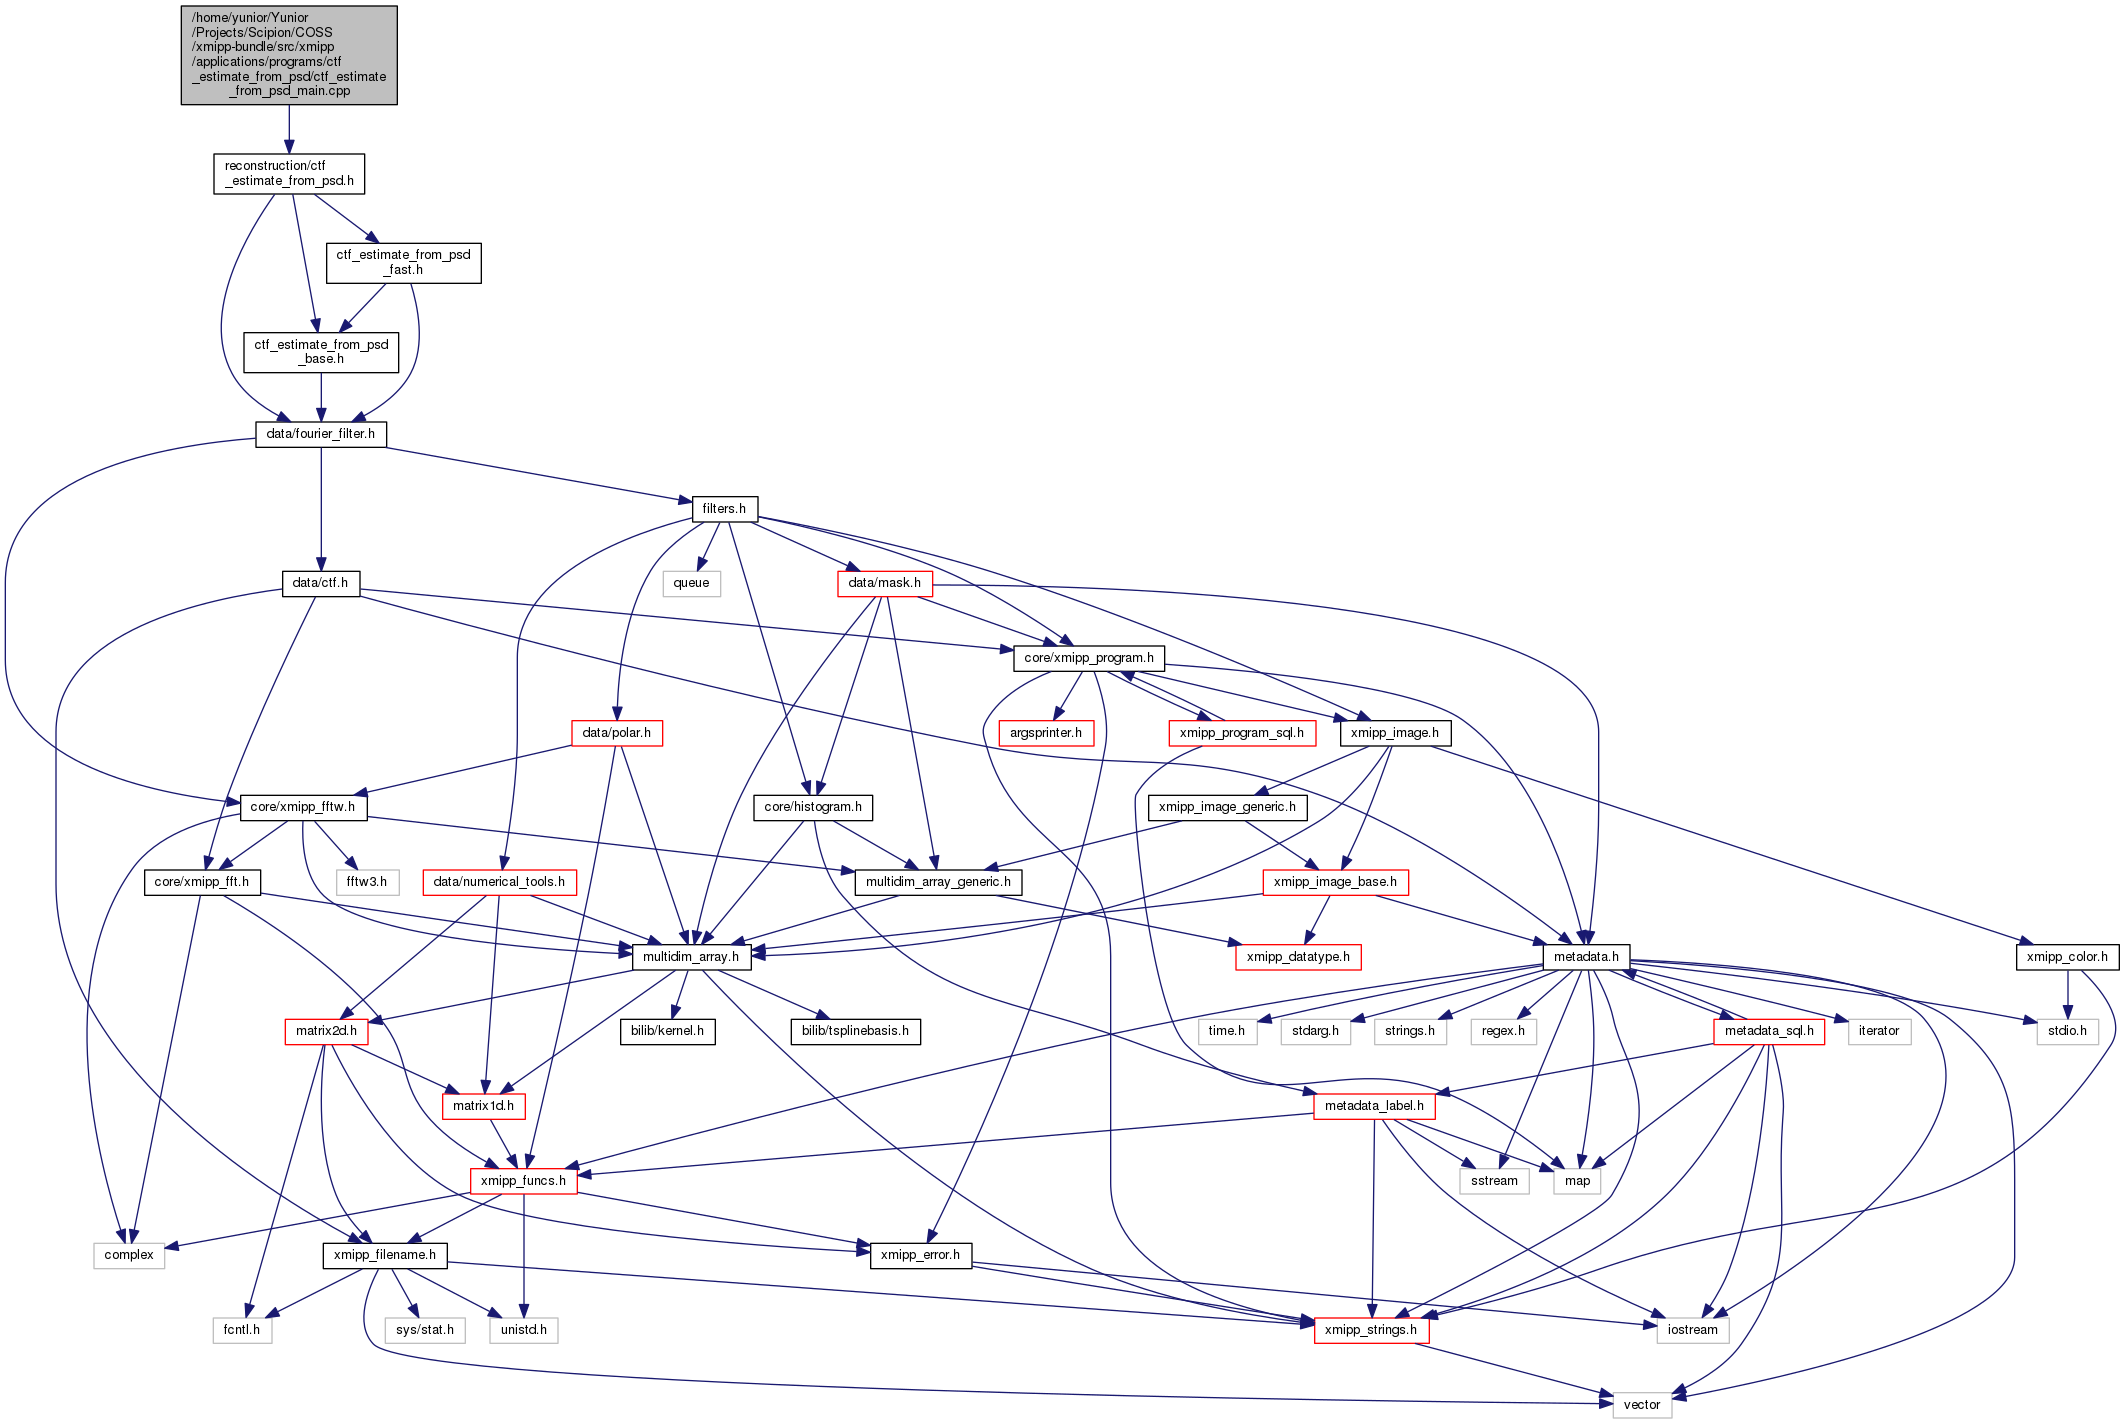 /home/yunior/Yunior
/Projects/Scipion/COSS
/xmipp-bundle/src/xmipp
/applications/programs/ctf
_estimate_from_psd/ctf_estimate
_from_psd_main.cpp
reconstruction/ctf
_estimate_from_psd.h
ctf_estimate_from_psd
_fast.h
ctf_estimate_from_psd
_base.h
data/fourier_filter.h
filters.h
data/ctf.h
queue
data/mask.h
core/xmipp_program.h
data/polar.h
argsprinter.h
xmipp_program_sql.h
xmipp_image.h
core/xmipp_fftw.h
core/histogram.h
xmipp_image_generic.h
core/xmipp_fft.h
fftw3.h
data/numerical_tools.h
multidim_array_generic.h
xmipp_image_base.h
multidim_array.h
xmipp_datatype.h
metadata.h
xmipp_color.h
matrix2d.h
bilib/kernel.h
bilib/tsplinebasis.h
time.h
stdarg.h
strings.h
regex.h
metadata_sql.h
iterator
stdio.h
matrix1d.h
metadata_label.h
xmipp_funcs.h
sstream
map
complex
xmipp_filename.h
xmipp_error.h
fcntl.h
sys/stat.h
unistd.h
xmipp_strings.h
iostream
vector